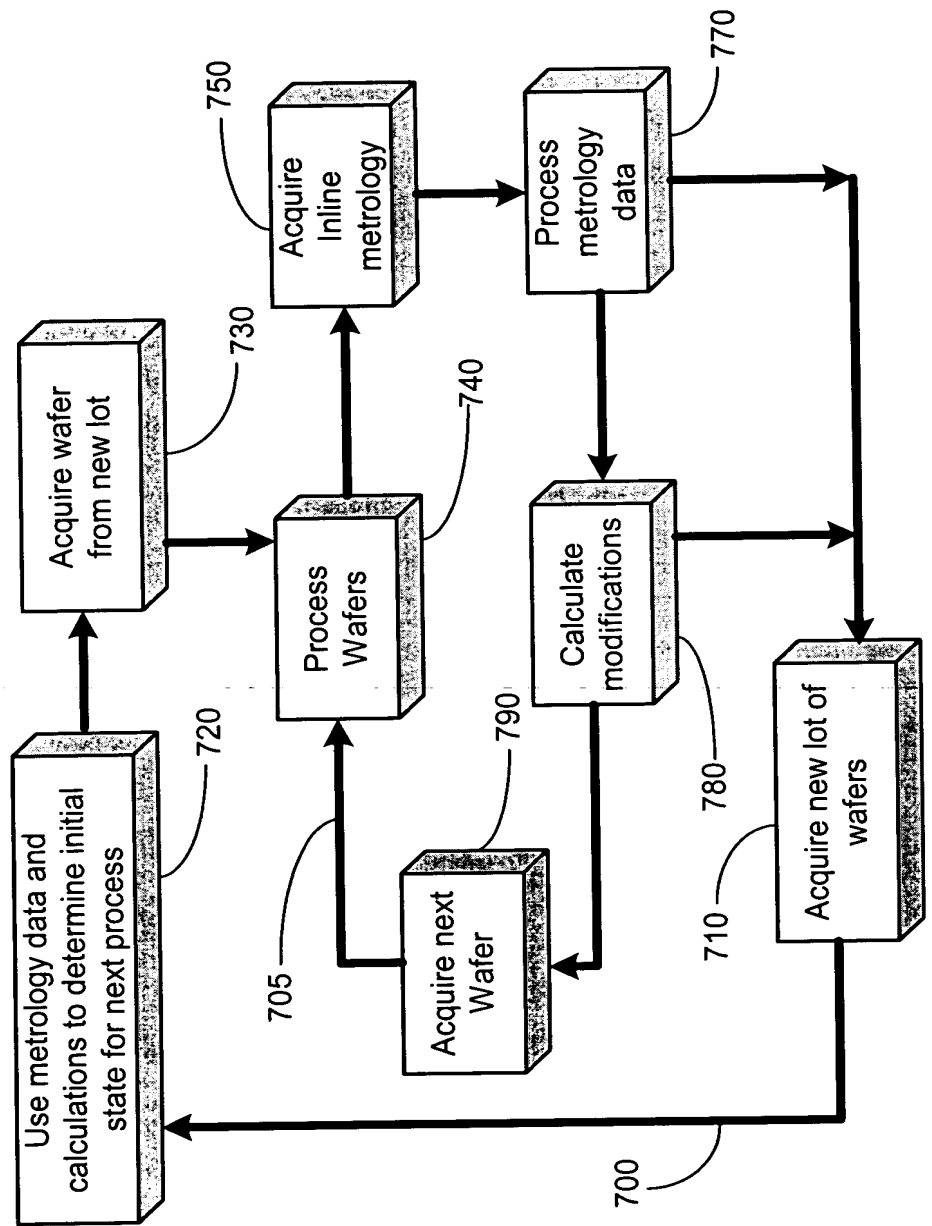 Use metrology data and
calculations to determine initial
state for next process
720
Acquire wafer
from new lot
730
705
Acquire next
Wafer
790
Process
Wafers
740
Acquire
Inline
metrology
750
Calculate
modifications
780
Process
metrology
data
770
700
Acquire new lot of
wafers
710